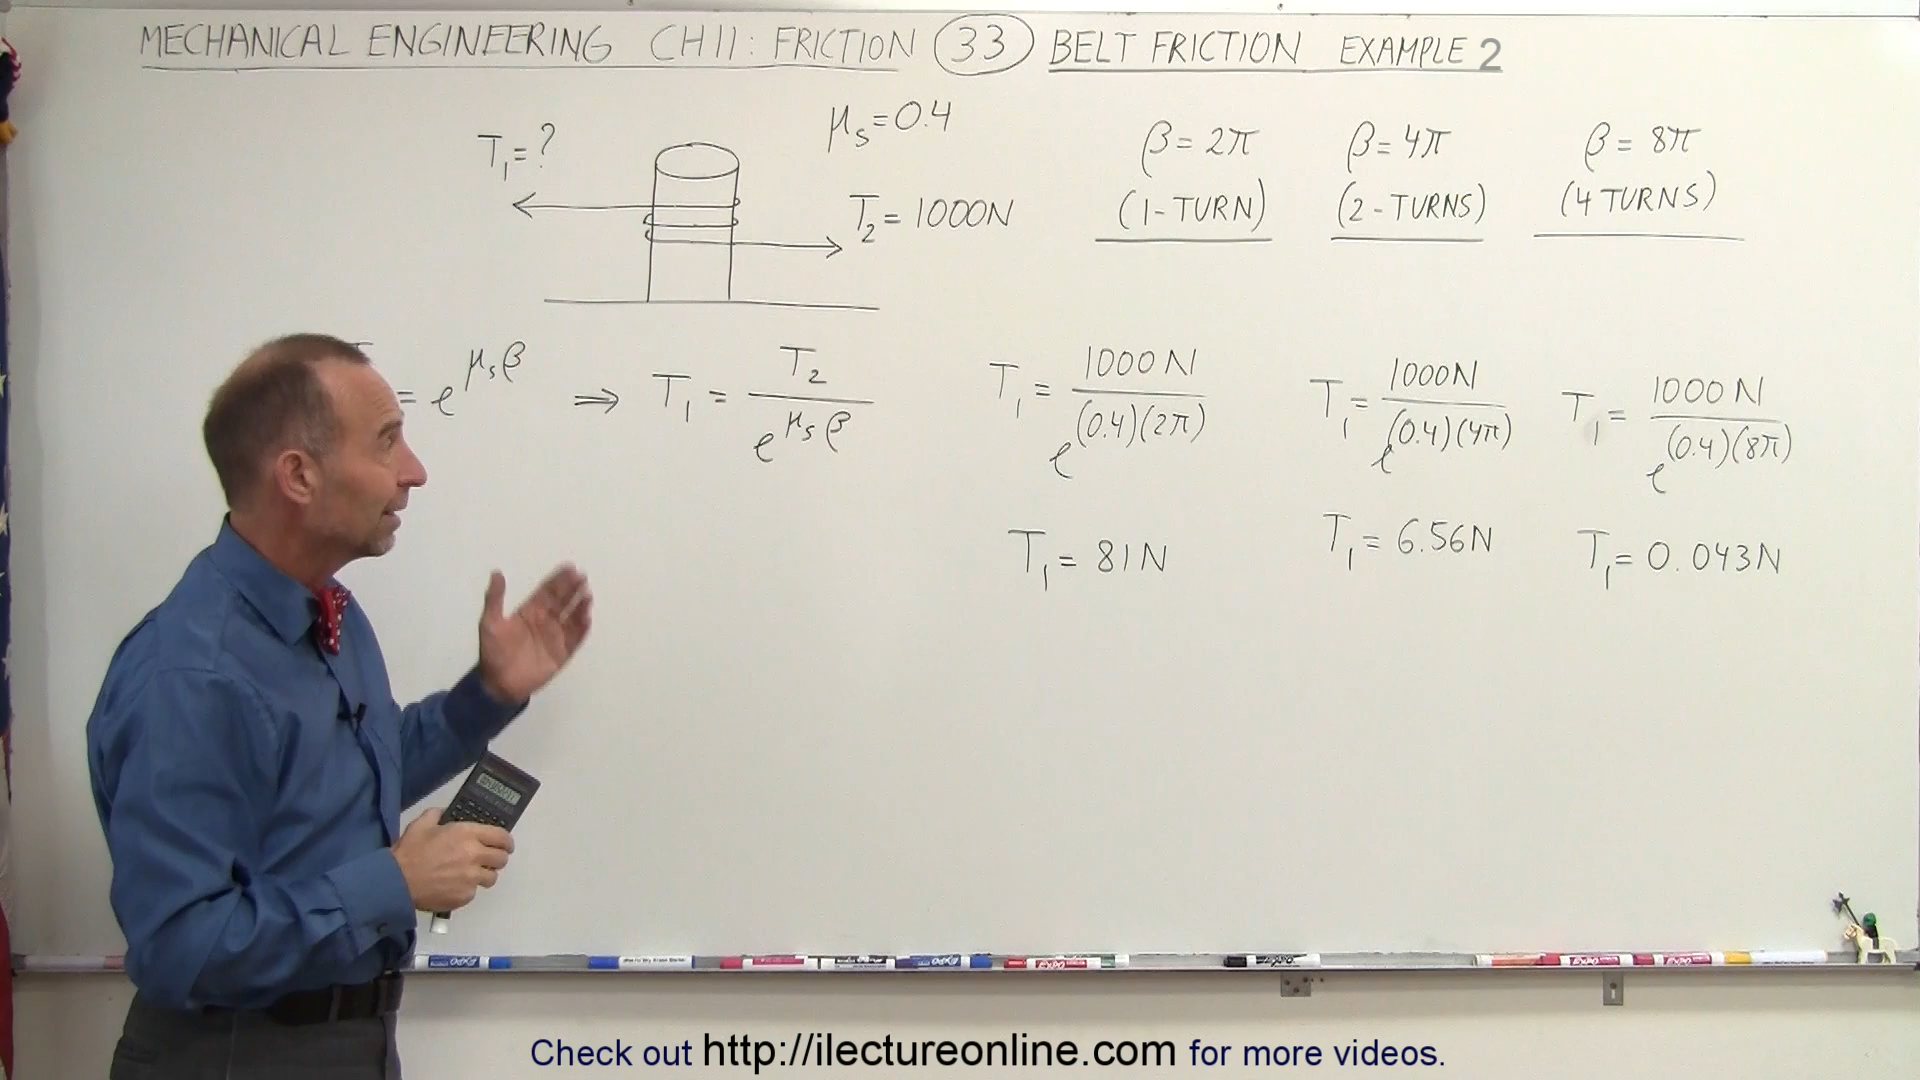 MECHANICAL ENGINEERING CH 11: FRICTION 33 BELT FRICTION EXAMPLE 2
T₁=?
μₛ=0.4
T₂=1000N
β=2π
(1-TURN)
β=4π
(2-TURNS)
β=8π
(4 TURNS)
= e^(μₛβ) ⇒ T₁ = T₂ / e^(μₛβ)
T₁ = 1000N / e^((0.4)(2π))
T₁ = 1000N / e^((0.4)(4π))
T₁ = 1000N / e^((0.4)(8π))
T₁ = 81N
T₁ = 6.56N
T₁ = 0.043N
EXPO
Check out http://ilectureonline.com for more videos.